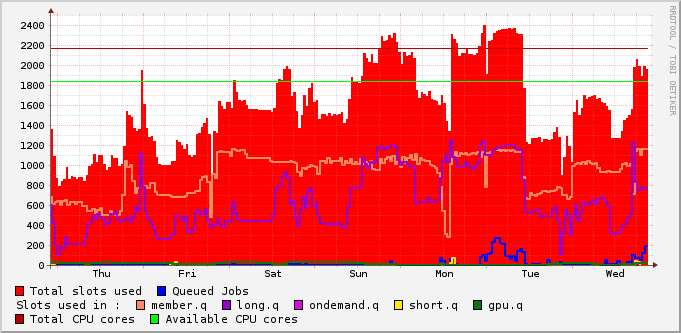 2400
2200
2000
1800
1600
1400
1200
1000
800
600
400
200
0
Thu Fri Sat Sun Mon Tue Wed
Total slots used Queued Jobs
Slots used in : member.q long.q ondemand.q short.q gpu.q
Total CPU cores Available CPU cores
RRDTOOL / TOBI OETIKER